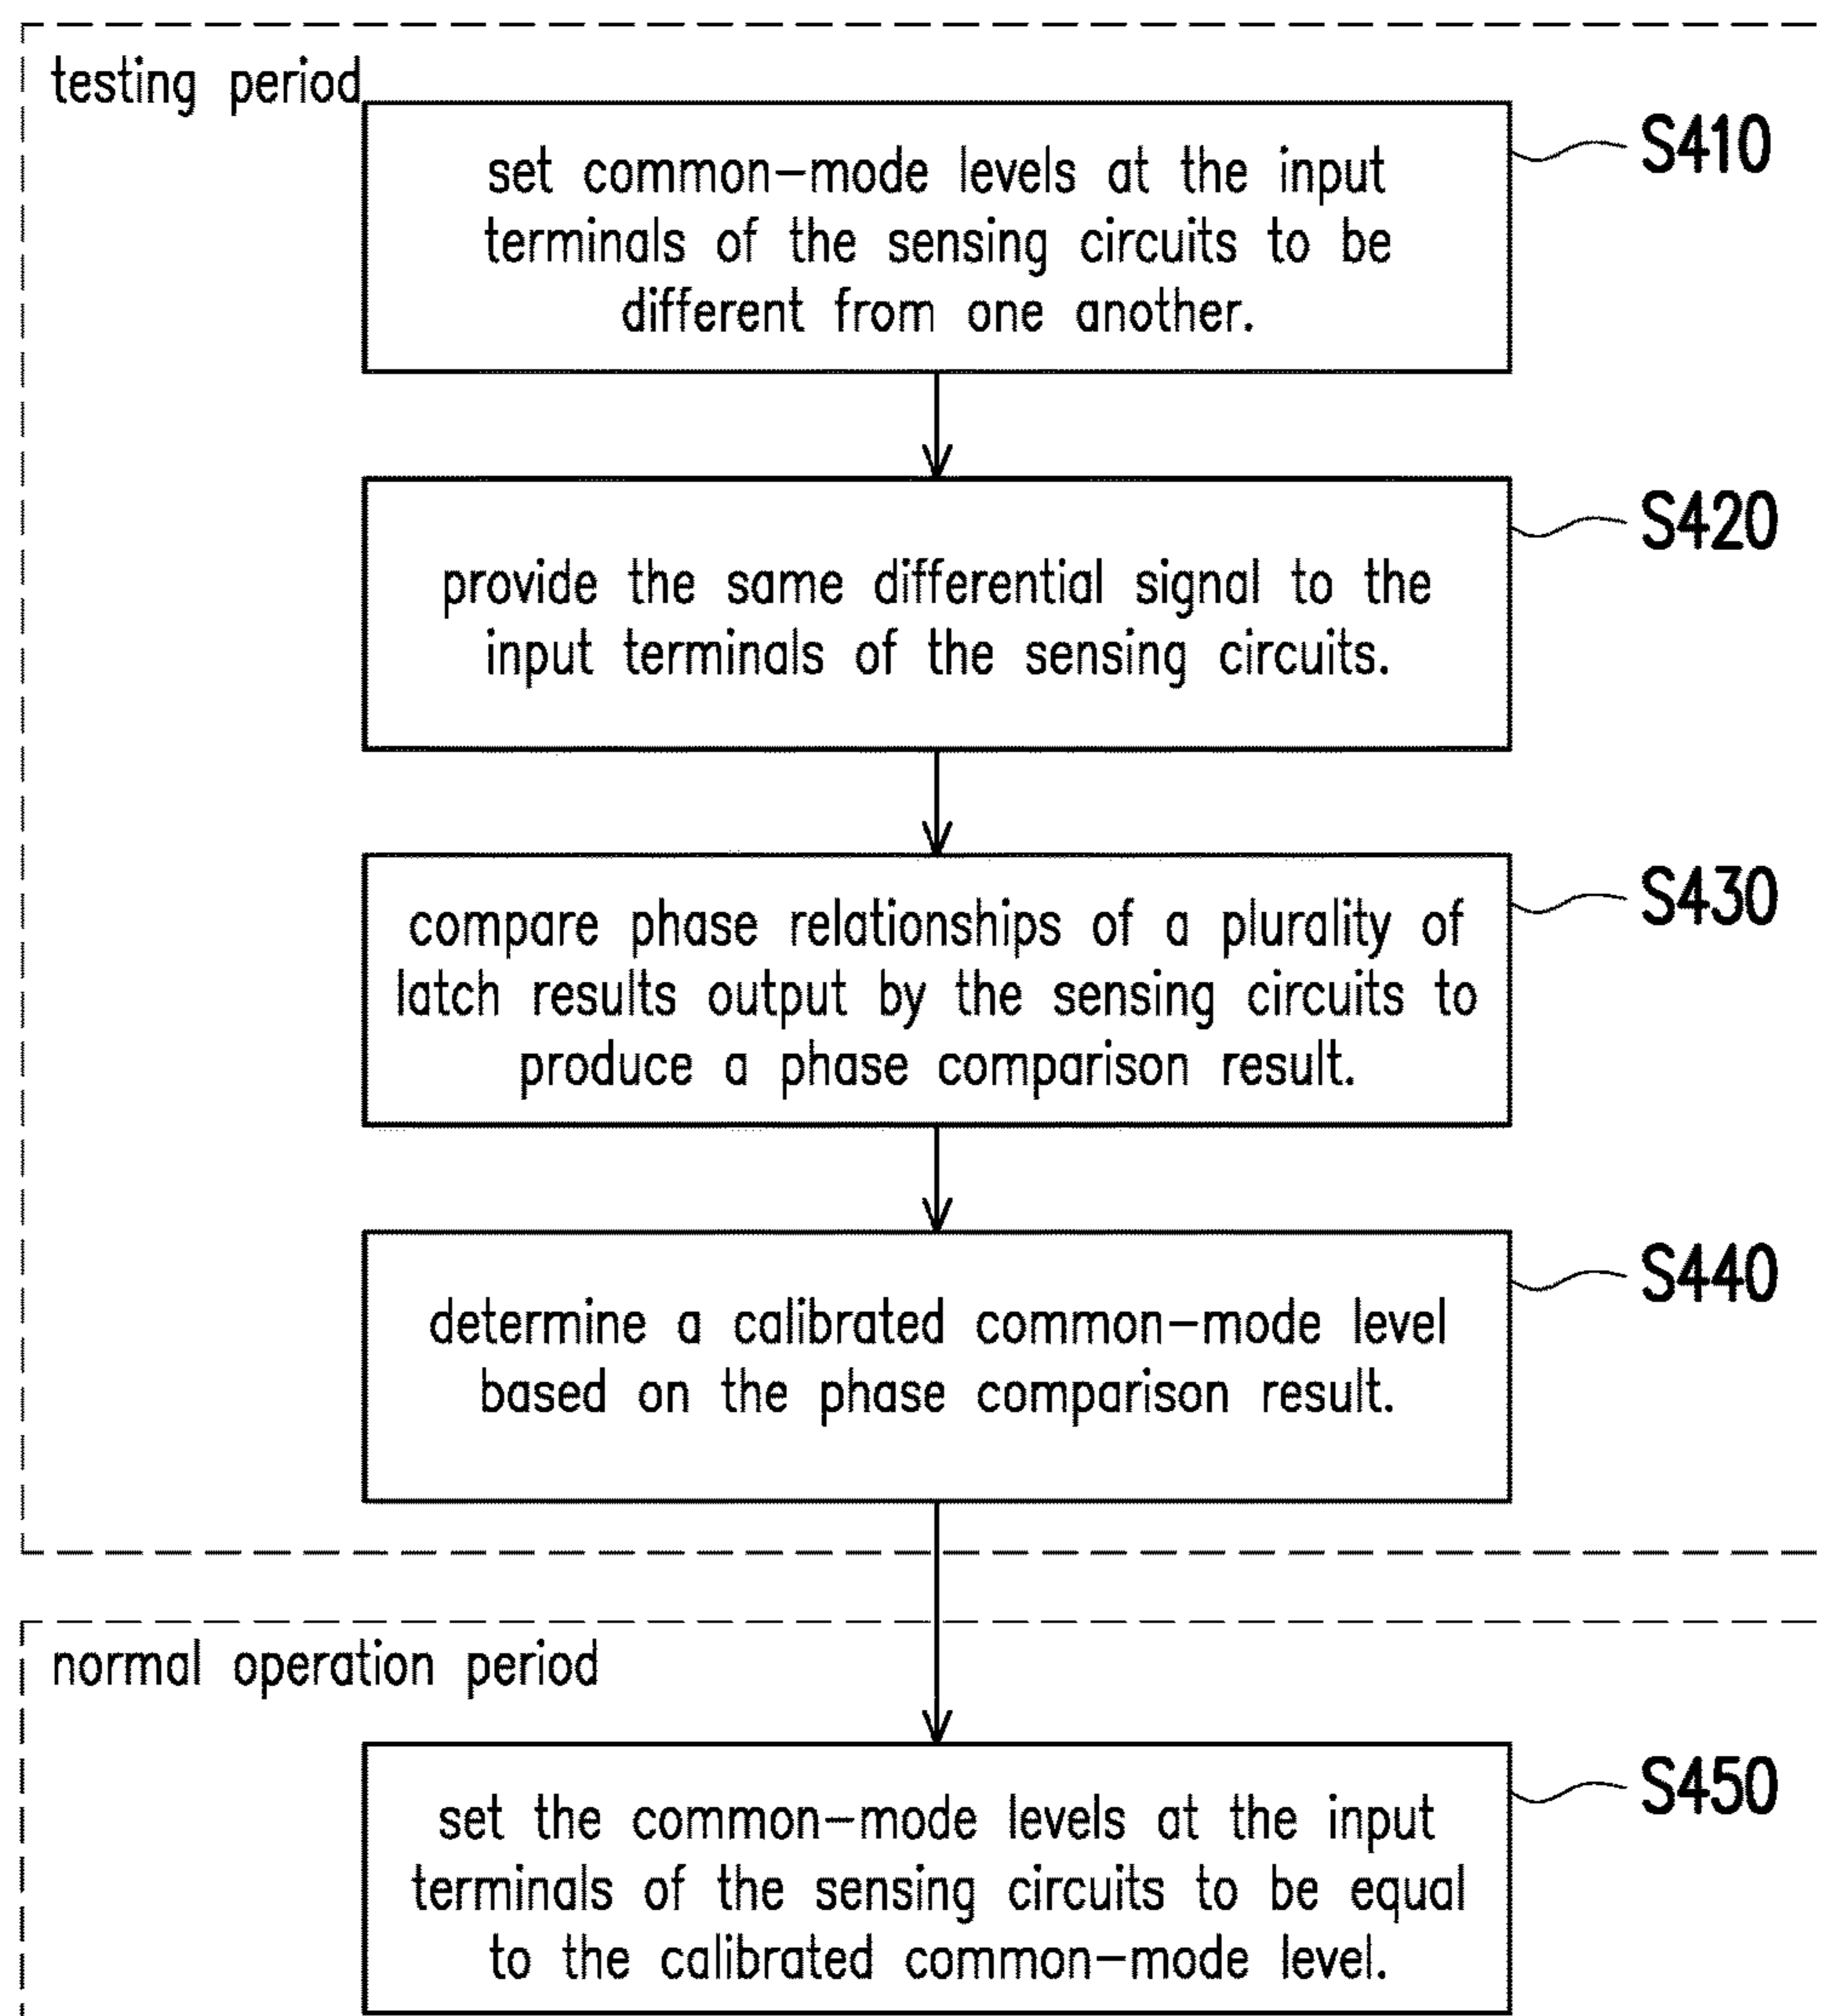 testing period
set common-mode levels at the input
terminals of the sensing circuits to be
different from one another.
S410
provide the same differential signal to the
input terminals of the sensing circuits.
S420
compare phase relationships of a plurality of
latch results output by the sensing circuits to
produce a phase comparison result.
S430
determine a calibrated common-mode level
based on the phase comparison result.
S440
normal operation period
set the common-mode levels at the input
terminals of the sensing circuits to be equal
to the calibrated common-mode level.
S450